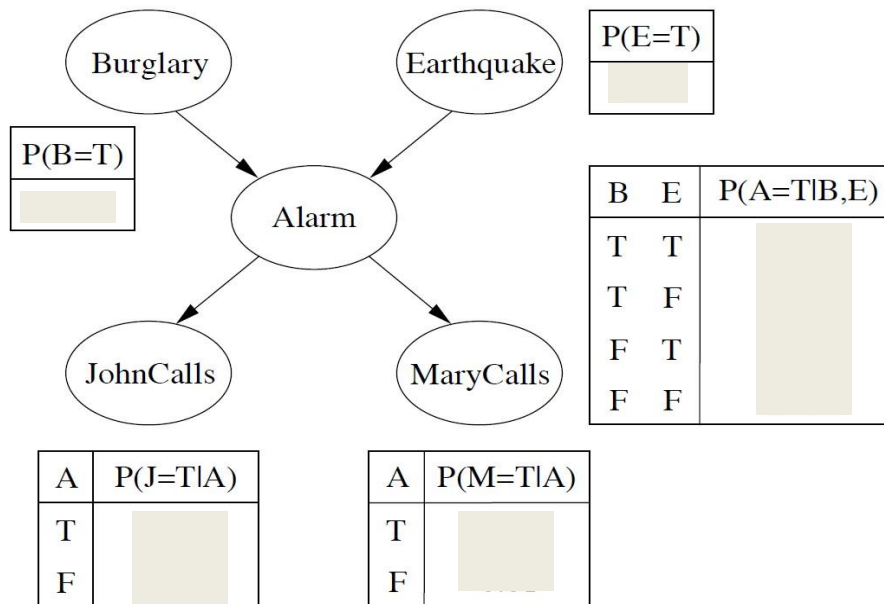 Burglary
Earthquake
P(E=T)
P(B=T)
Alarm
B E P(A=T|B,E)
T T
T F
F T
F F
JohnCalls
MaryCalls
A P(J=T|A)
T
F
A P(M=T|A)
T
F